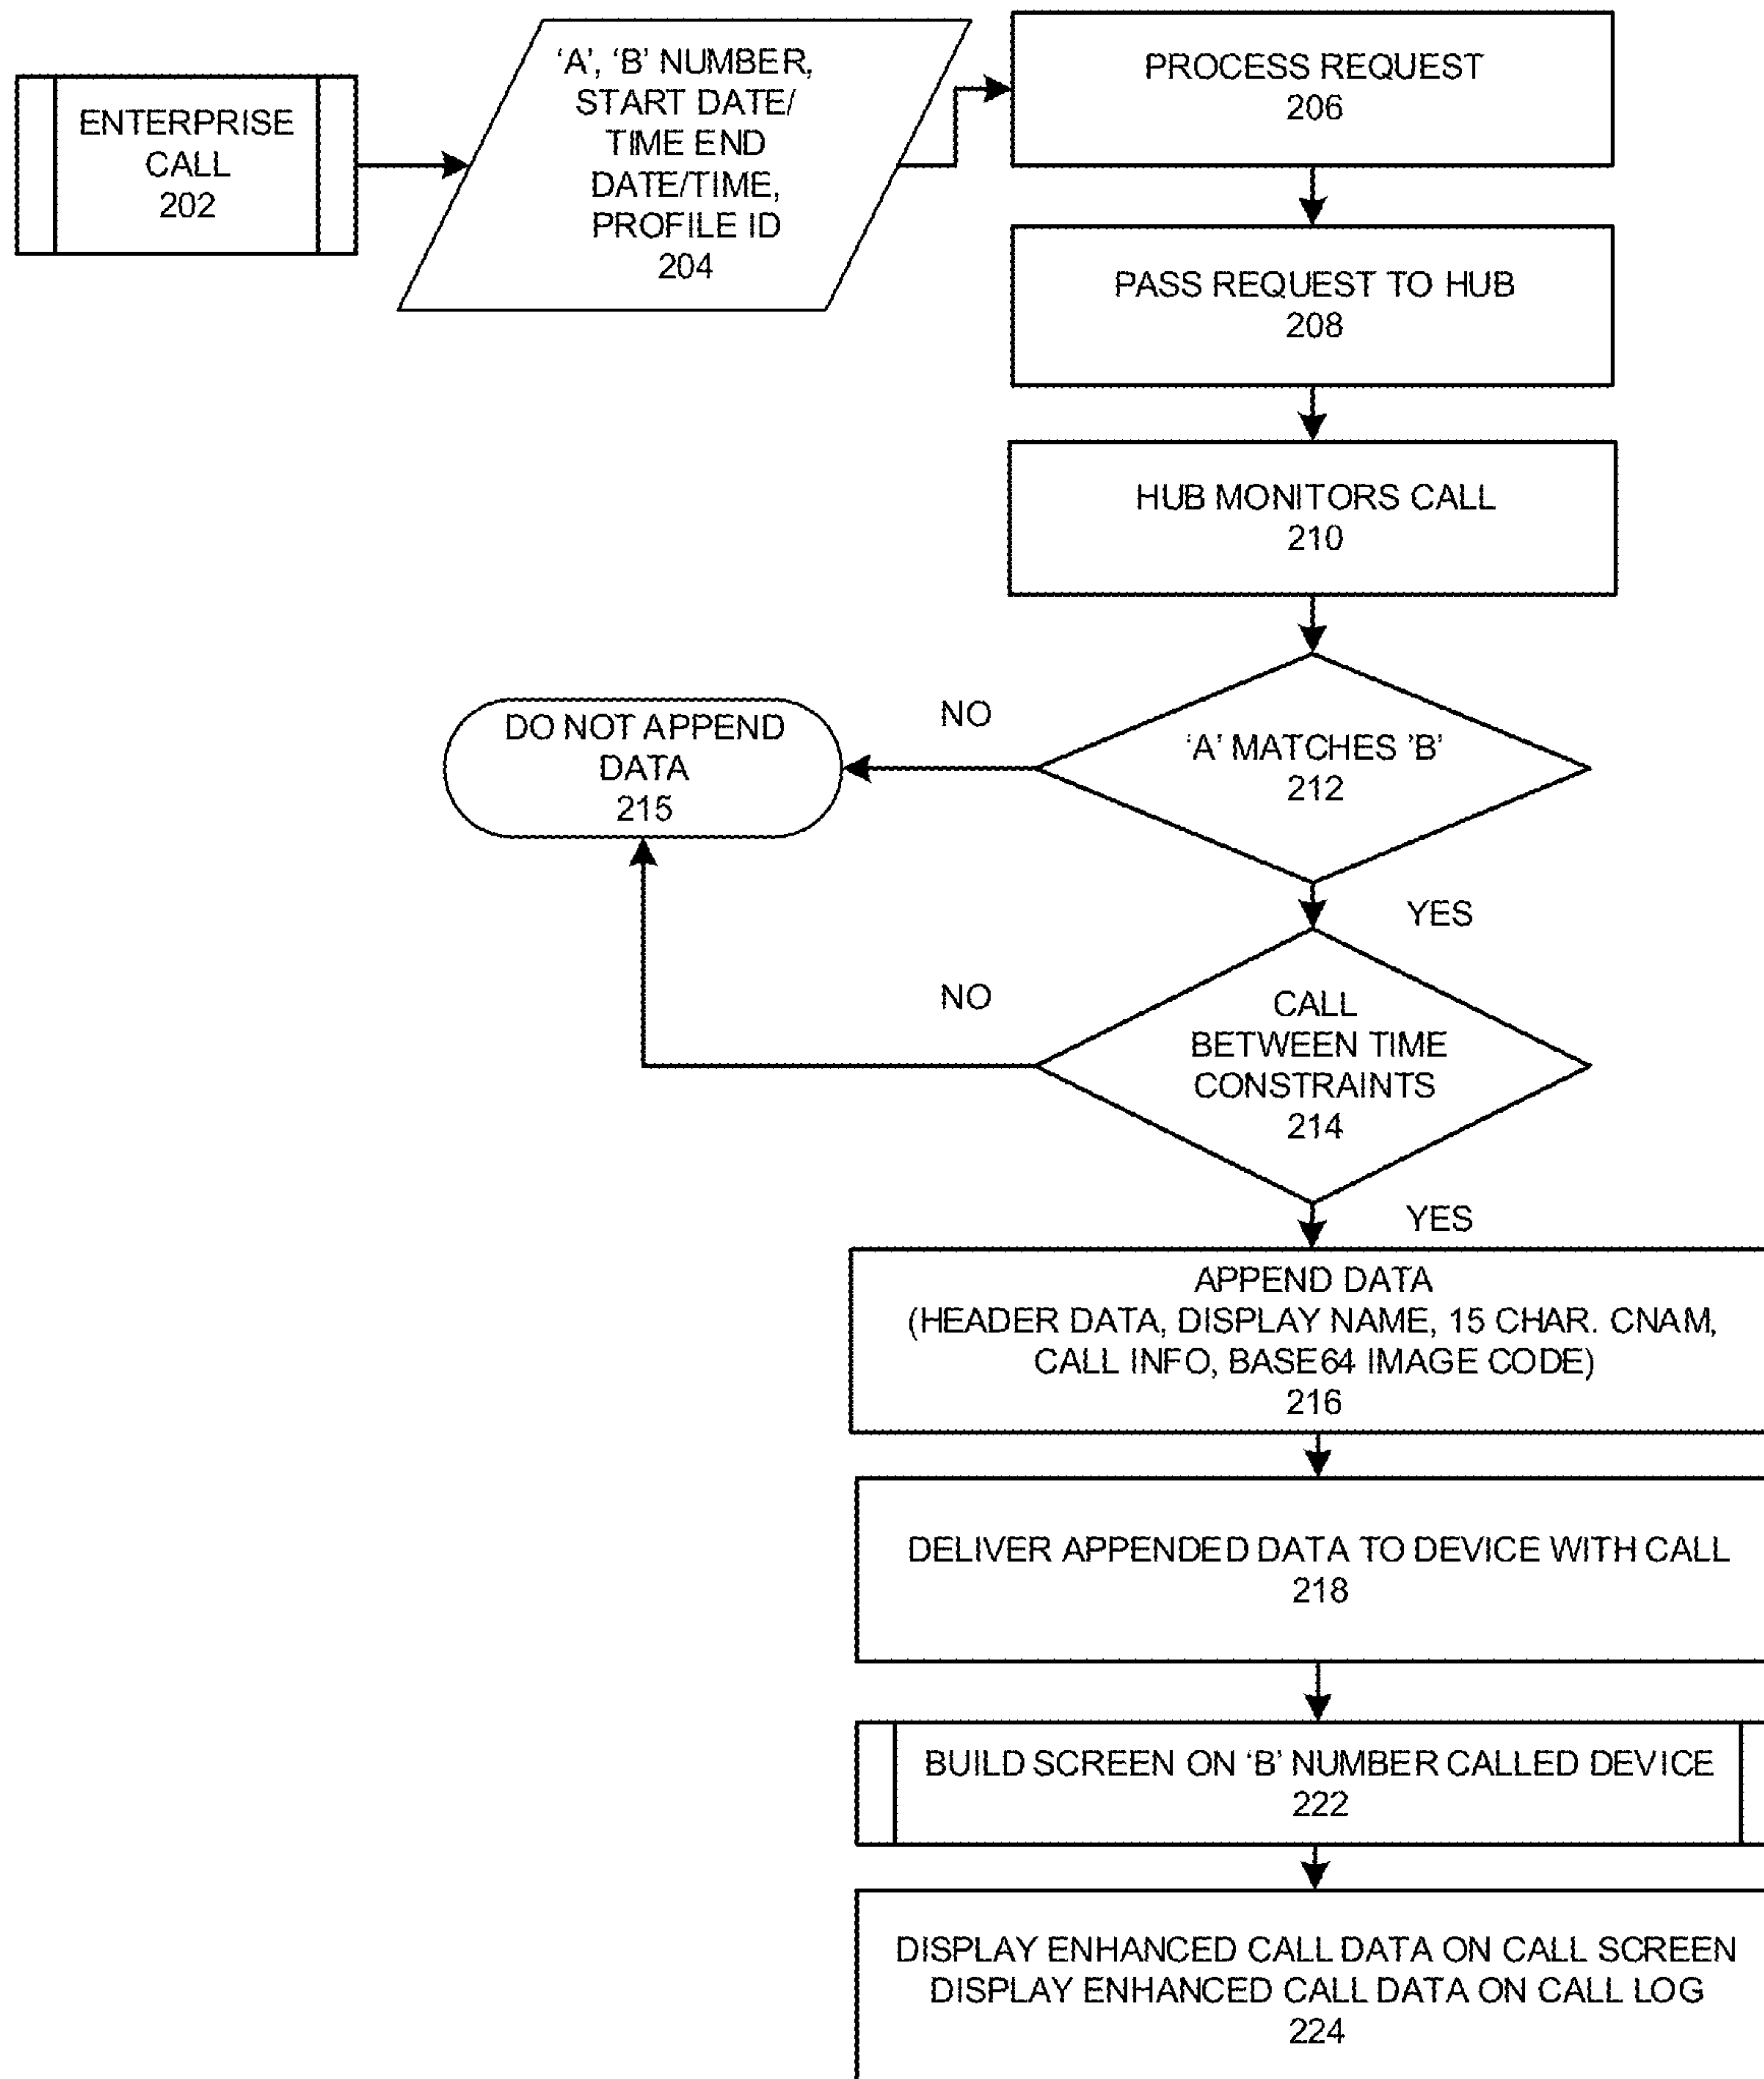 ENTERPRISE
CALL
202
‘A’, ‘B’ NUMBER,
START DATE/
TIME END
DATE/TIME,
PROFILE ID
204
PROCESS REQUEST
206
PASS REQUEST TO HUB
208
HUB MONITORS CALL
210
‘A’ MATCHES ’B’
212
NO
DO NOT APPEND
DATA
215
YES
CALL
BETWEEN TIME
CONSTRAINTS
214
NO
YES
APPEND DATA
(HEADER DATA, DISPLAY NAME, 15 CHAR. CNAM,
CALL INFO, BASE64 IMAGE CODE)
216
DELIVER APPENDED DATA TO DEVICE WITH CALL
218
BUILD SCREEN ON ‘B’ NUMBER CALLED DEVICE
222
DISPLAY ENHANCED CALL DATA ON CALL SCREEN
DISPLAY ENHANCED CALL DATA ON CALL LOG
224